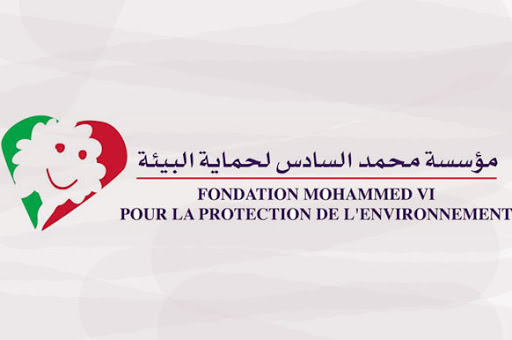 مؤسسة محمد السادس لحماية البيئة
FONDATION MOHAMMED VI
POUR LA PROTECTION DE L'ENVIRONNEMENT